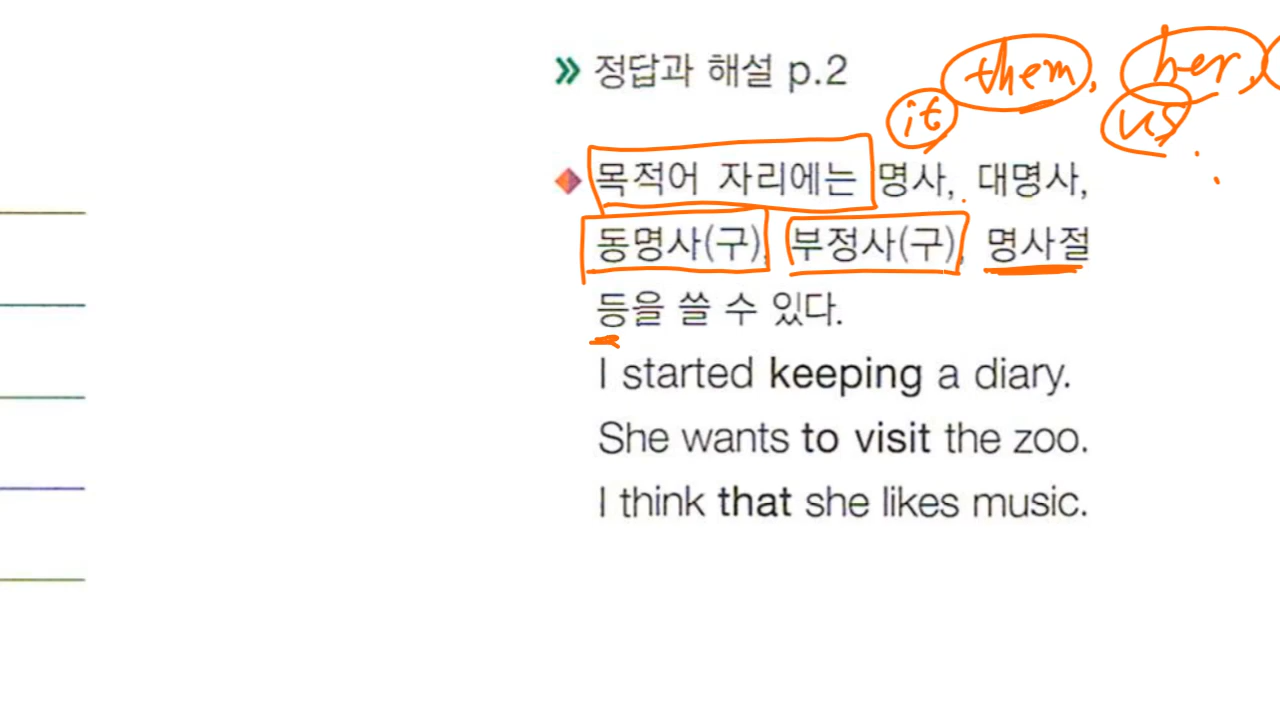 » 정답과 해설 p.2
them, her,
it us
목적어 자리에는 명사, 대명사,
동명사(구), 부정사(구), 명사절
등을 쓸 수 있다.
I started keeping a diary.
She wants to visit the zoo.
I think that she likes music.